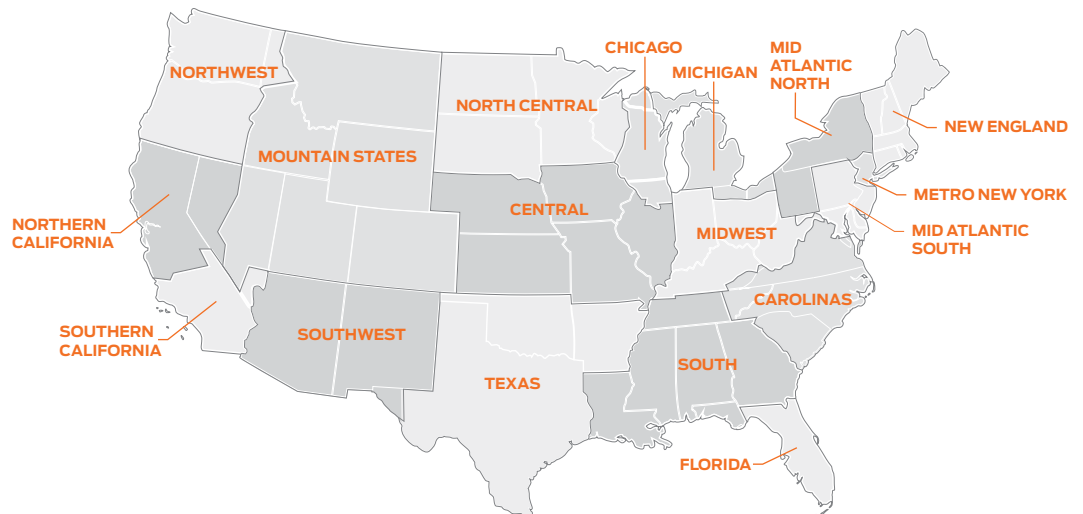 CHICAGO
MICHIGAN
MID
ATLANTIC
NORTH
NORTHWEST
NORTH CENTRAL
NEW ENGLAND
MOUNTAIN STATES
METRO NEW YORK
CENTRAL
NORTHERN
CALIFORNIA
MIDWEST
MID ATLANTIC
SOUTH
CAROLINAS
SOUTHERN
CALIFORNIA
SOUTHWEST
SOUTH
TEXAS
FLORIDA